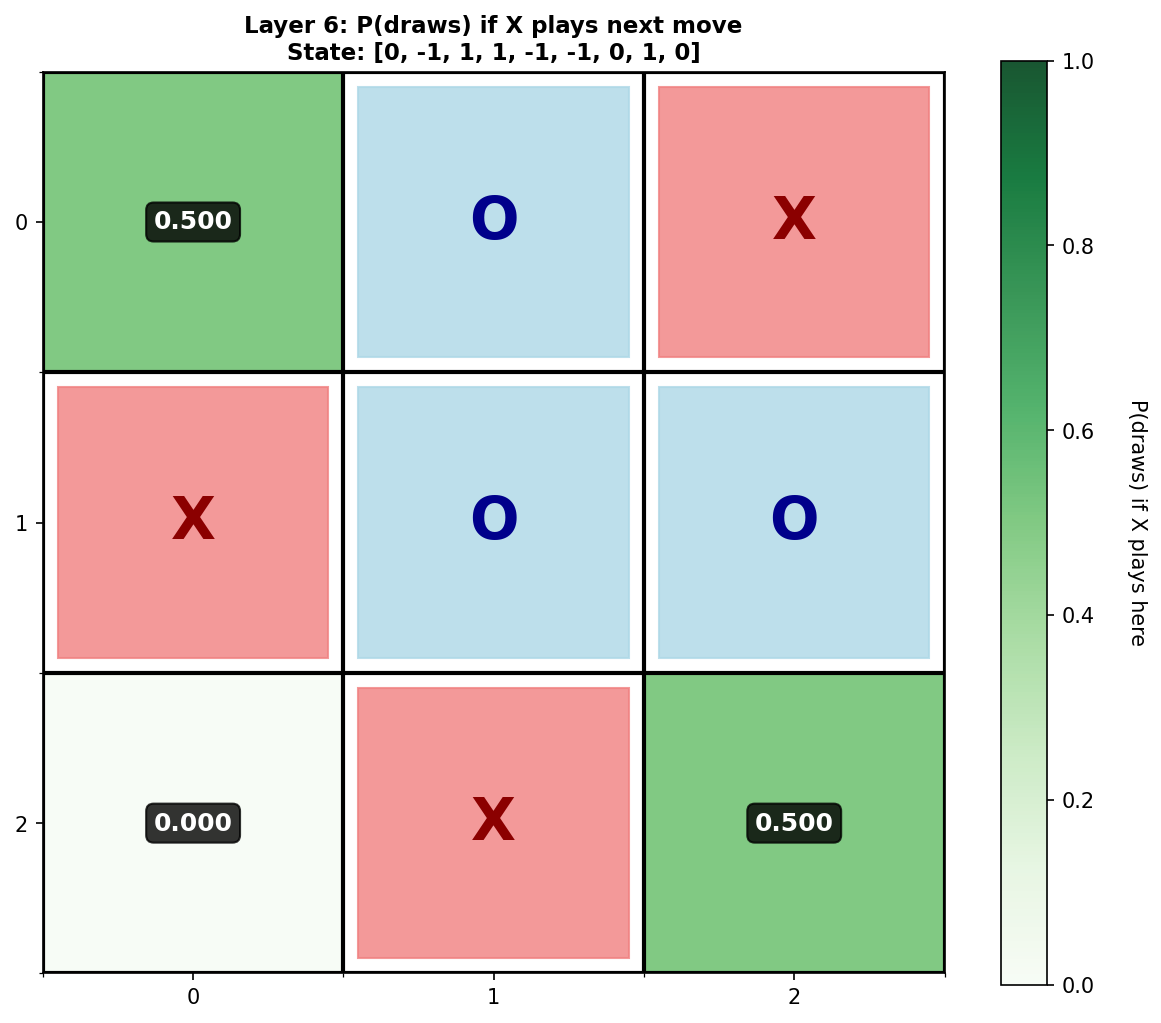 Layer 6: P(draws) if X plays next move
State: [0, -1, 1, 1, -1, -1, 0, 1, 0]
0.500
O
X
X
O
O
0.000
X
0.500
0
1
2
0
1
2
1.0
0.8
0.6
0.4
0.2
0.0
P(draws) if X plays here